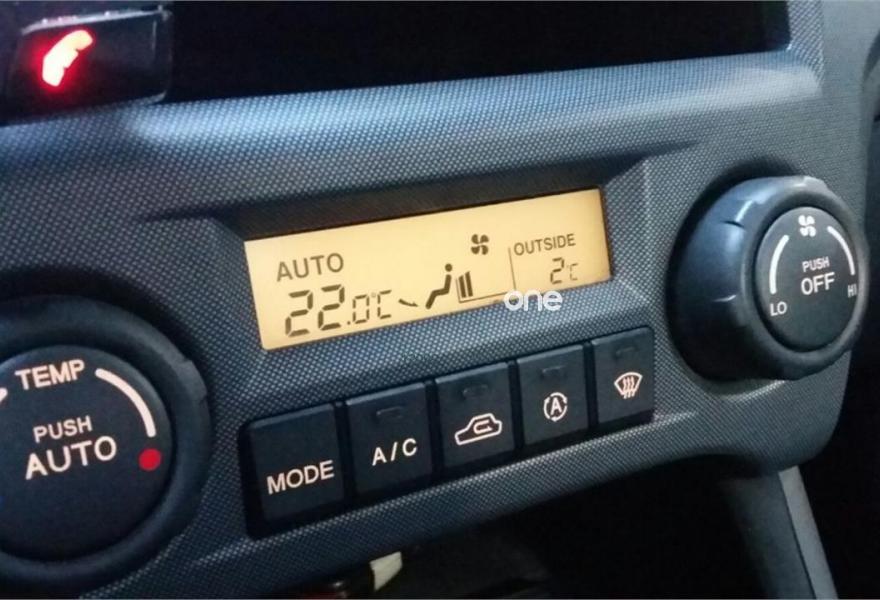 AUTO
OUTSIDE
22.0°C
2°C
one
TEMP
PUSH
AUTO
MODE
A/C
A
PUSH
OFF
LO
HI